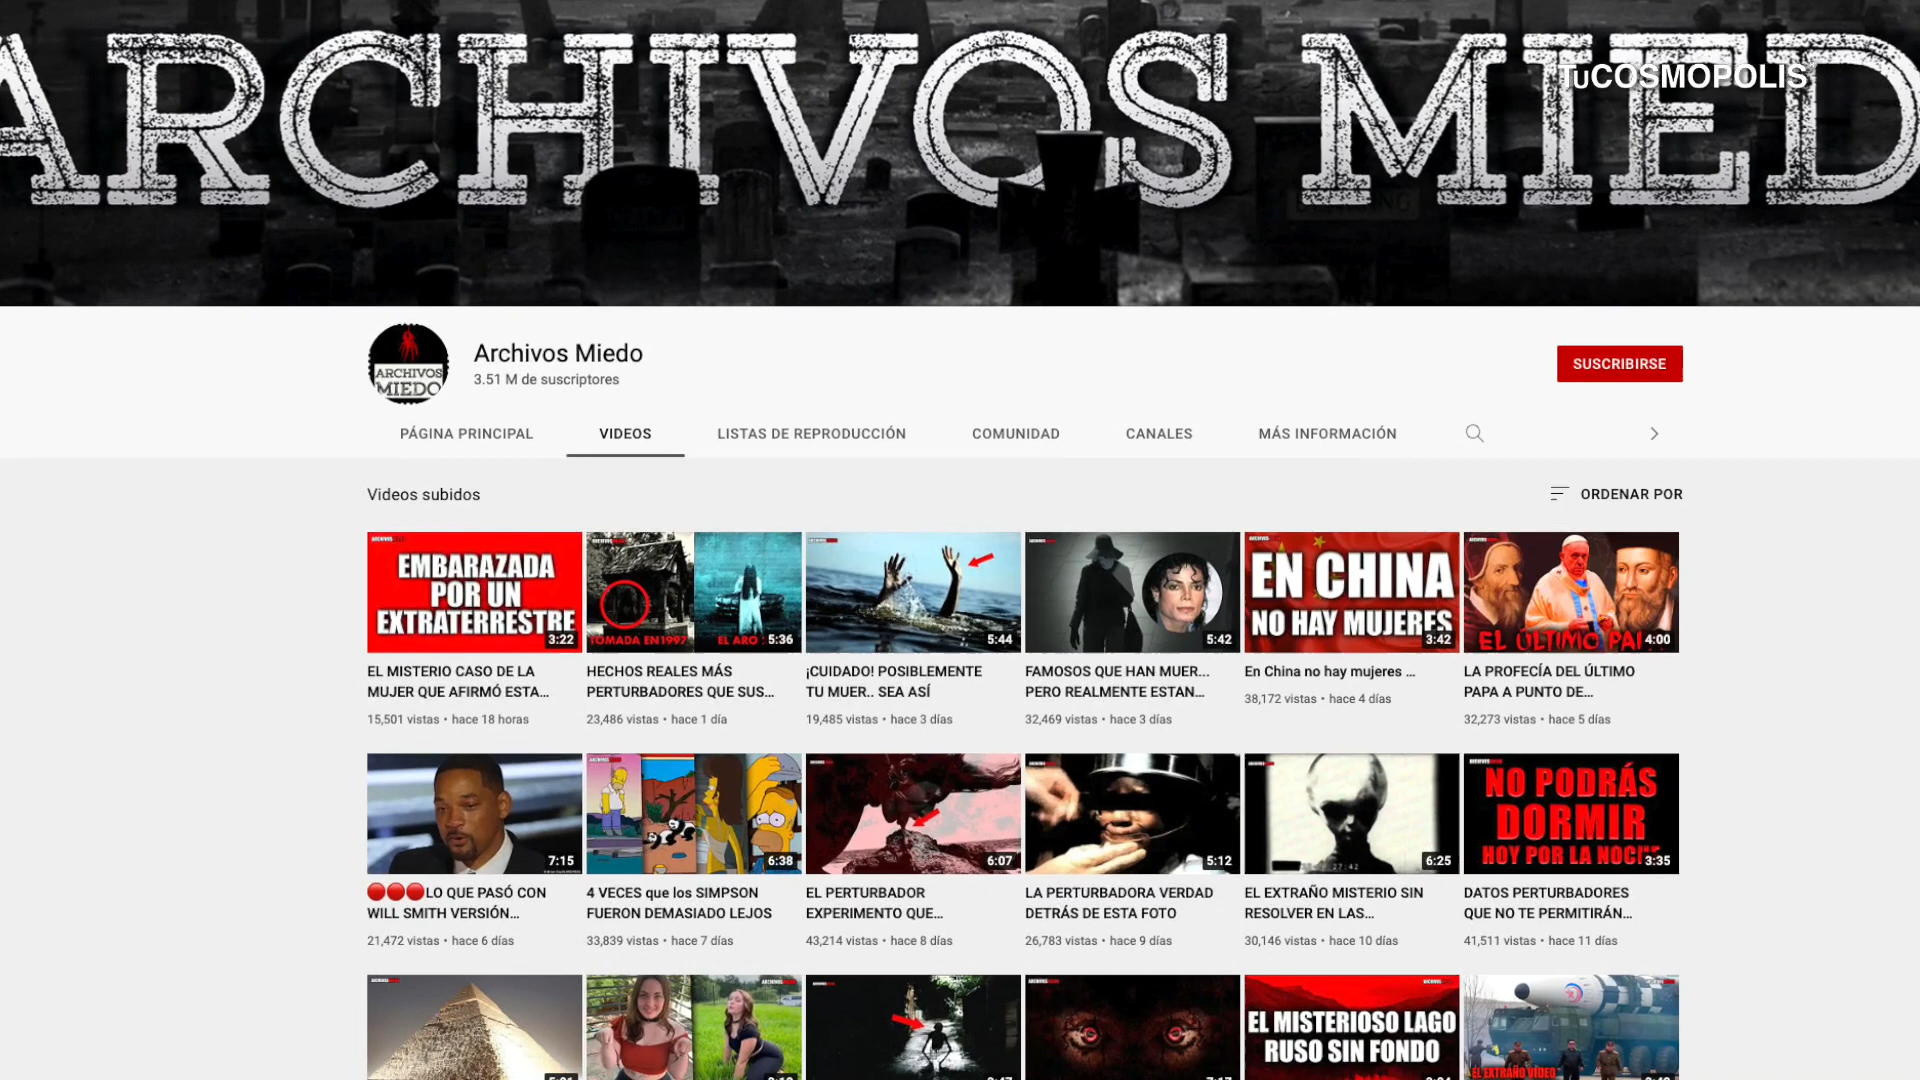 ARCHIVOS MIED
TuCOSMOPOLIS
ARCHIVOS
MIEDO
Archivos Miedo
3.51 M de suscriptores
SUSCRIBIRSE
PÁGINA PRINCIPAL
VIDEOS
LISTAS DE REPRODUCCIÓN
COMUNIDAD
CANALES
MÁS INFORMACIÓN
Videos subidos
ORDENAR POR
EMBARAZADA
POR UN
EXTRATERRESTRE
3:22
TOMADA EN 1997
EL ARO
5:36
5:44
5:42
EN CHINA
NO HAY MUJERES
3:42
EL ÚLTIMO PA
4:00
EL MISTERIO CASO DE LA
MUJER QUE AFIRMÓ ESTA...
15,501 vistas • hace 18 horas
HECHOS REALES MÁS
PERTURBADORES QUE SUS...
23,486 vistas • hace 1 día
¡CUIDADO! POSIBLEMENTE
TU MUER.. SEA ASÍ
19,485 vistas • hace 3 días
FAMOSOS QUE HAN MUER...
PERO REALMENTE ESTAN...
32,469 vistas • hace 3 días
En China no hay mujeres ...
38,172 vistas • hace 4 días
LA PROFECÍA DEL ÚLTIMO
PAPA A PUNTO DE...
32,273 vistas • hace 5 días
7:15
6:38
6:07
5:12
6:25
NO PODRÁS
DORMIR
HOY POR LA NOCHE
3:35
LO QUE PASÓ CON
WILL SMITH VERSIÓN...
21,472 vistas • hace 6 días
4 VECES que los SIMPSON
FUERON DEMASIADO LEJOS
33,839 vistas • hace 7 días
EL PERTURBADOR
EXPERIMENTO QUE...
43,214 vistas • hace 8 días
LA PERTURBADORA VERDAD
DETRÁS DE ESTA FOTO
26,783 vistas • hace 9 días
EL EXTRAÑO MISTERIO SIN
RESOLVER EN LAS...
30,146 vistas • hace 10 días
DATOS PERTURBADORES
QUE NO TE PERMITIRÁN...
41,511 vistas • hace 11 días
EL MISTERIOSO LAGO
RUSO SIN FONDO
EL EXTRAÑO VIDEO